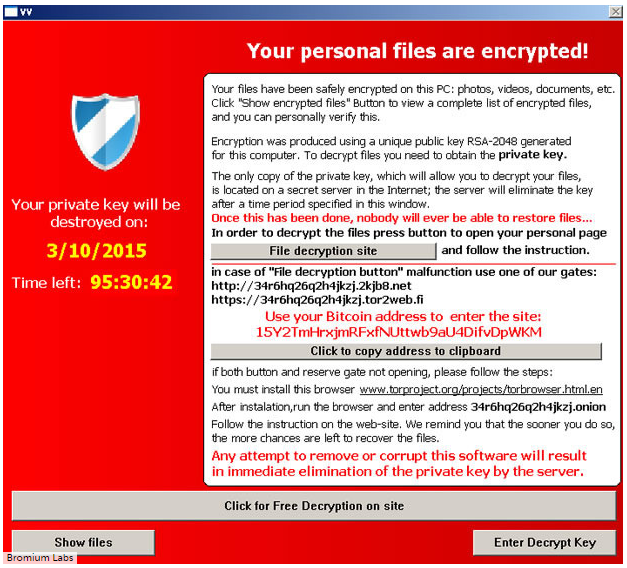 vv
Your personal files are encrypted!
Your files have been safely encrypted on this PC: photos, videos, documents, etc.
Click "Show encrypted files" Button to view a complete list of encrypted files,
and you can personally verify this.
Encryption was produced using a unique public key RSA-2048 generated
for this computer. To decrypt files you need to obtain the private key.
The only copy of the private key, which will allow you to decrypt your files,
is located on a secret server in the Internet; the server will eliminate the key
after a time period specified in this window.
Once this has been done, nobody will ever be able to restore files...
In order to decrypt the files press button to open your personal page
File decryption site and follow the instruction.
in case of "File decryption button" malfunction use one of our gates:
http://34r6hq26q2h4jkzj.2kjb8.net
https://34r6hq26q2h4jkzj.tor2web.fi
Use your Bitcoin address to enter the site:
15Y2TmHrxjmRFxfNUttwb9aU4DifvDpWKM
Click to copy address to clipboard
if both button and reserve gate not opening, please follow the steps:
You must install this browser www.torproject.org/projects/torbrowser.html.en
After instalation,run the browser and enter address 34r6hq26q2h4jkzj.onion
Follow the instruction on the web-site. We remind you that the sooner you do so,
the more chances are left to recover the files.
Any attempt to remove or corrupt this software will result
in immediate elimination of the private key by the server.
Your private key will be
destroyed on:
3/10/2015
Time left: 95:30:42
Click for Free Decryption on site
Show files
Enter Decrypt Key
Bromium Labs